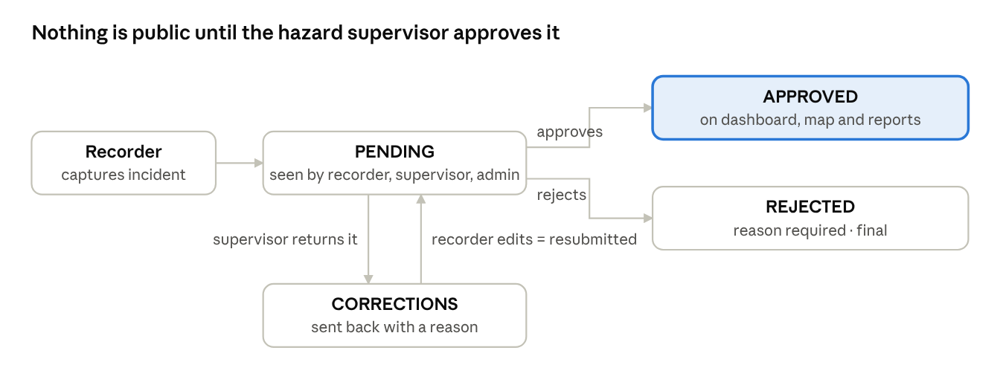 Nothing is public until the hazard supervisor approves it
APPROVED
on dashboard, map and reports
approves
Recorder
captures incident
PENDING
seen by recorder, supervisor, admin
rejects
REJECTED
reason required · final
supervisor returns it
recorder edits = resubmitted
CORRECTIONS
sent back with a reason